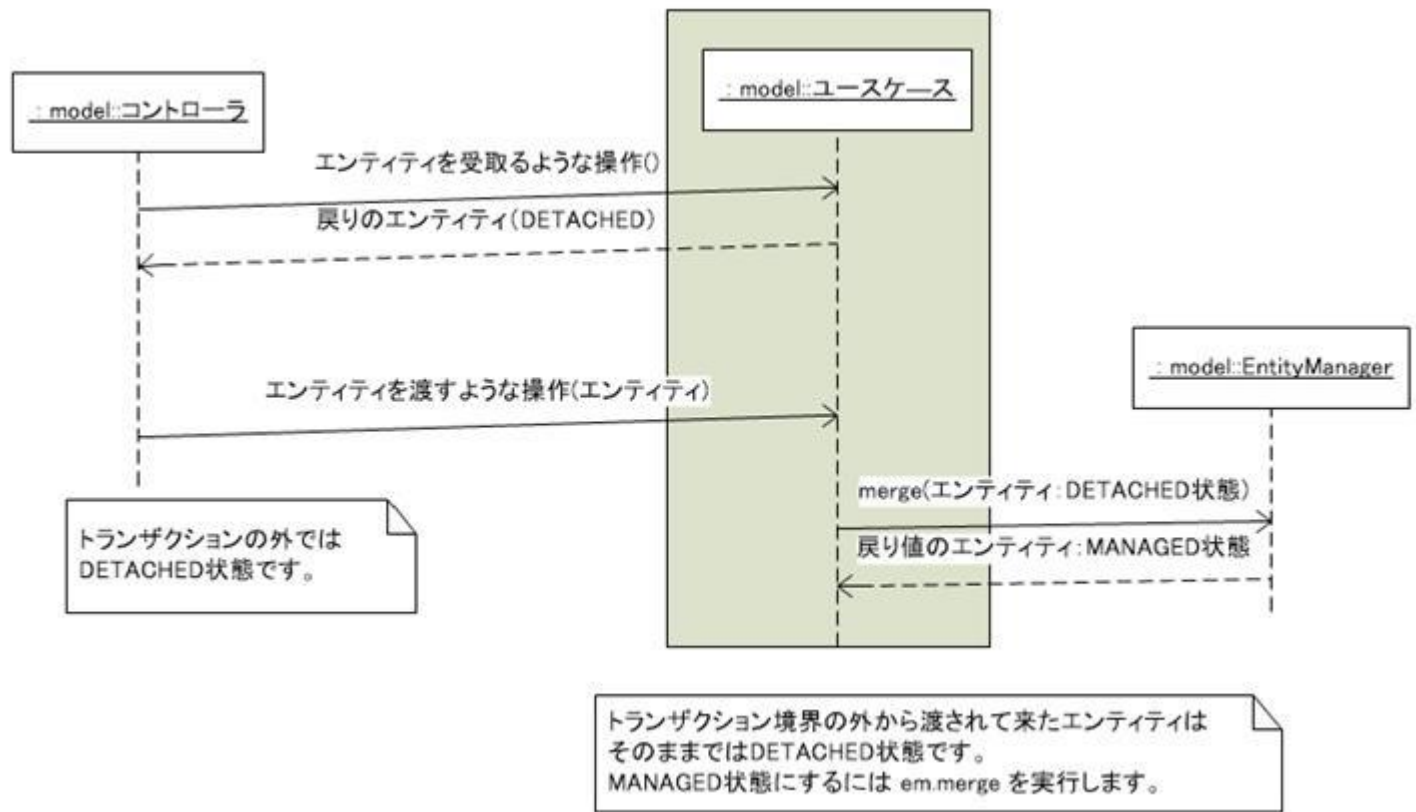 : model::コントローラ
: model::ユースケ―ス
エンティティを受取るような操作()
戻りのエンティティ(DETACHED)
: model::EntityManager
エンティティを渡すような操作(エンティティ)
merge(エンティティ:DETACHED状態)
戻り値のエンティティ:MANAGED状態
トランザクションの外では
DETACHED状態です。
トランザクション境界の外から渡されて来たエンティティは
そのままではDETACHED状態です。
MANAGED状態にするには em.merge を実行します。